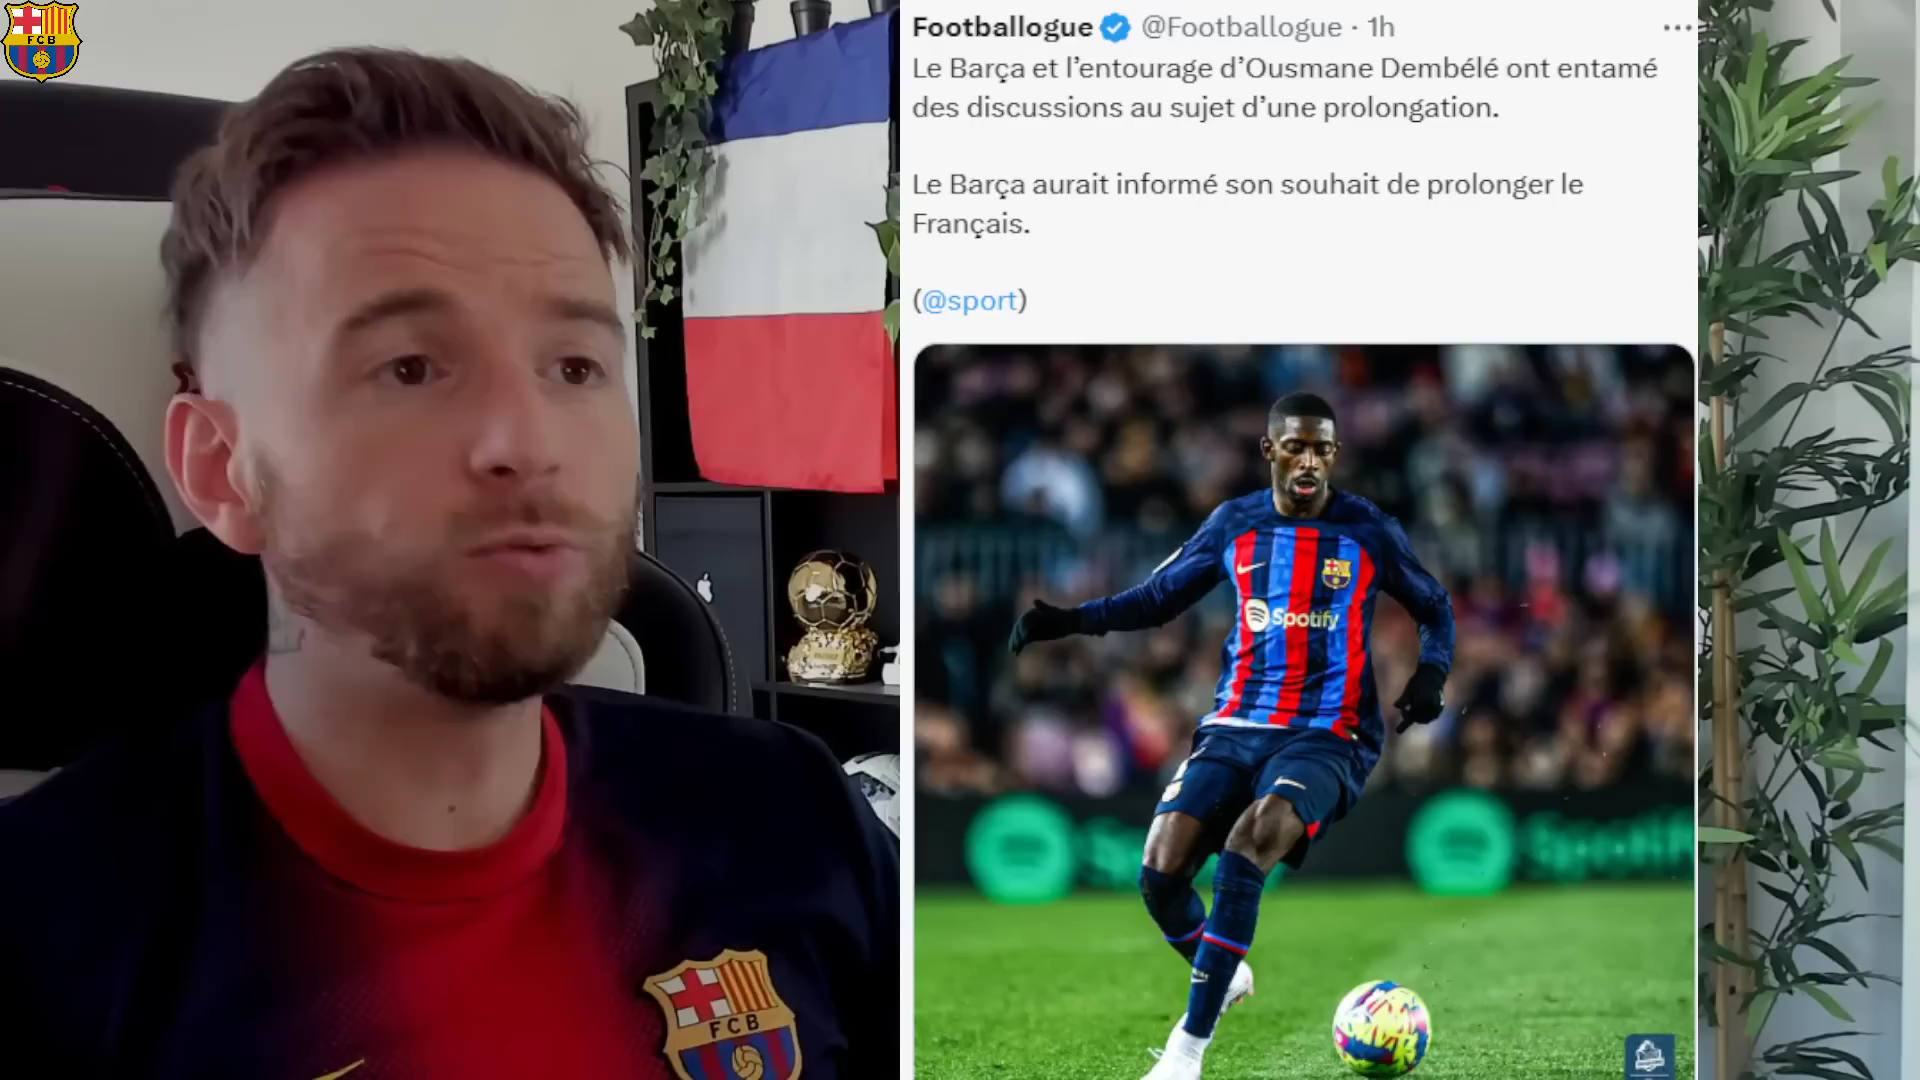 FCB
Footballogue @Footballogue · 1h
Le Barça et l’entourage d’Ousmane Dembélé ont entamé
des discussions au sujet d’une prolongation.
Le Barça aurait informé son souhait de prolonger le
Français.
(@sport)
Spotify
FCB